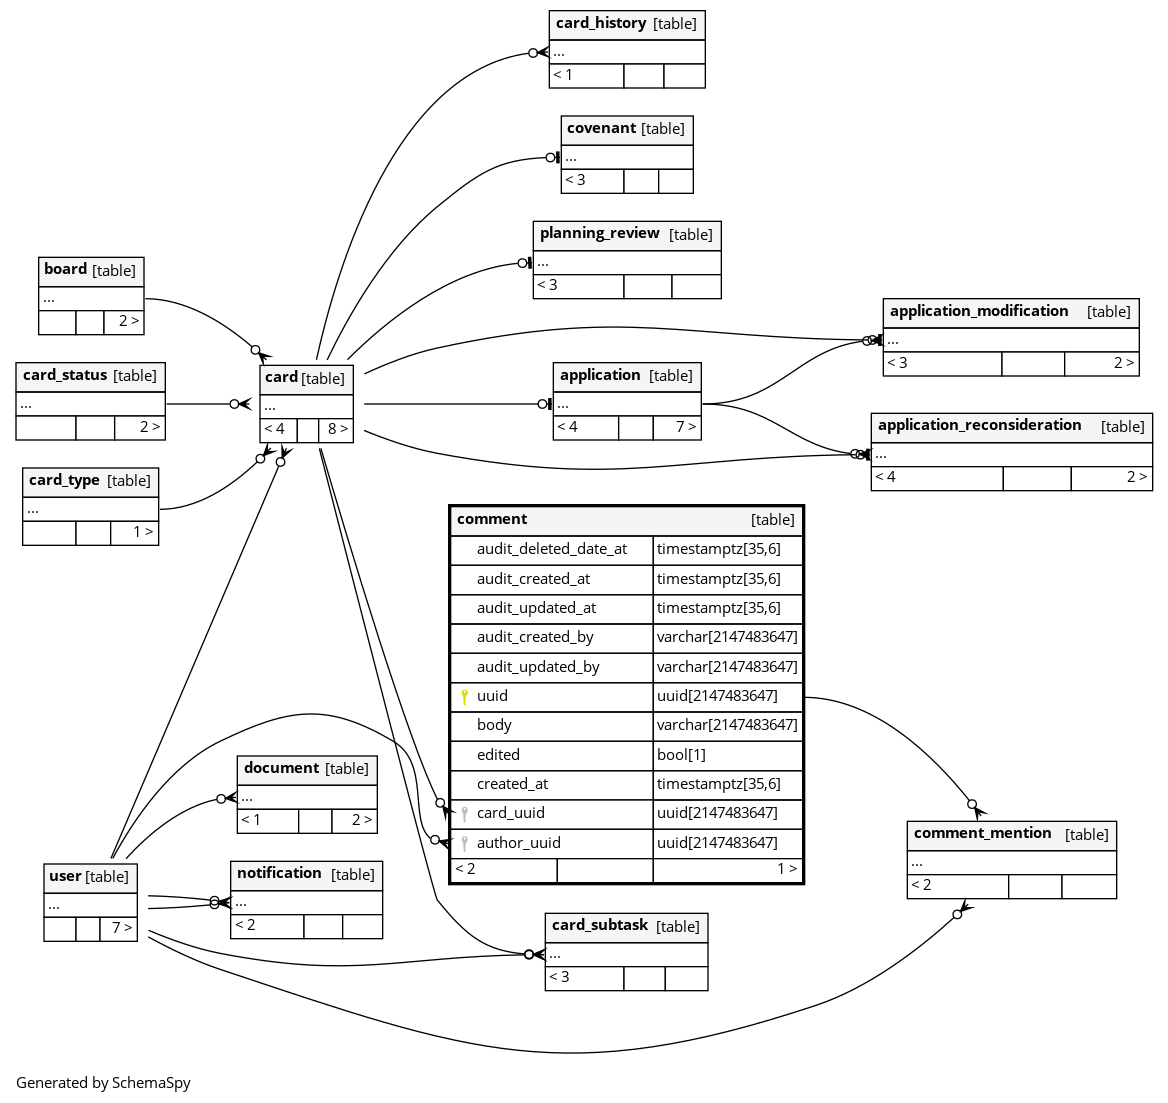 card_history [table]
...
< 1
covenant [table]
...
< 3
planning_review [table]
...
< 3
board [table]
...
2 >
application_modification [table]
...
< 3 2 >
card_status [table]
...
2 >
card [table]
...
< 4 8 >
application [table]
...
< 4 7 >
application_reconsideration [table]
...
< 4 2 >
card_type [table]
...
1 >
comment [table]
audit_deleted_date_at timestamptz[35,6]
audit_created_at timestamptz[35,6]
audit_updated_at timestamptz[35,6]
audit_created_by varchar[2147483647]
audit_updated_by varchar[2147483647]
uuid uuid[2147483647]
body varchar[2147483647]
edited bool[1]
created_at timestamptz[35,6]
card_uuid uuid[2147483647]
author_uuid uuid[2147483647]
< 2 1 >
document [table]
...
< 1 2 >
comment_mention [table]
...
< 2
user [table]
...
7 >
notification [table]
...
< 2
card_subtask [table]
...
< 3
Generated by SchemaSpy